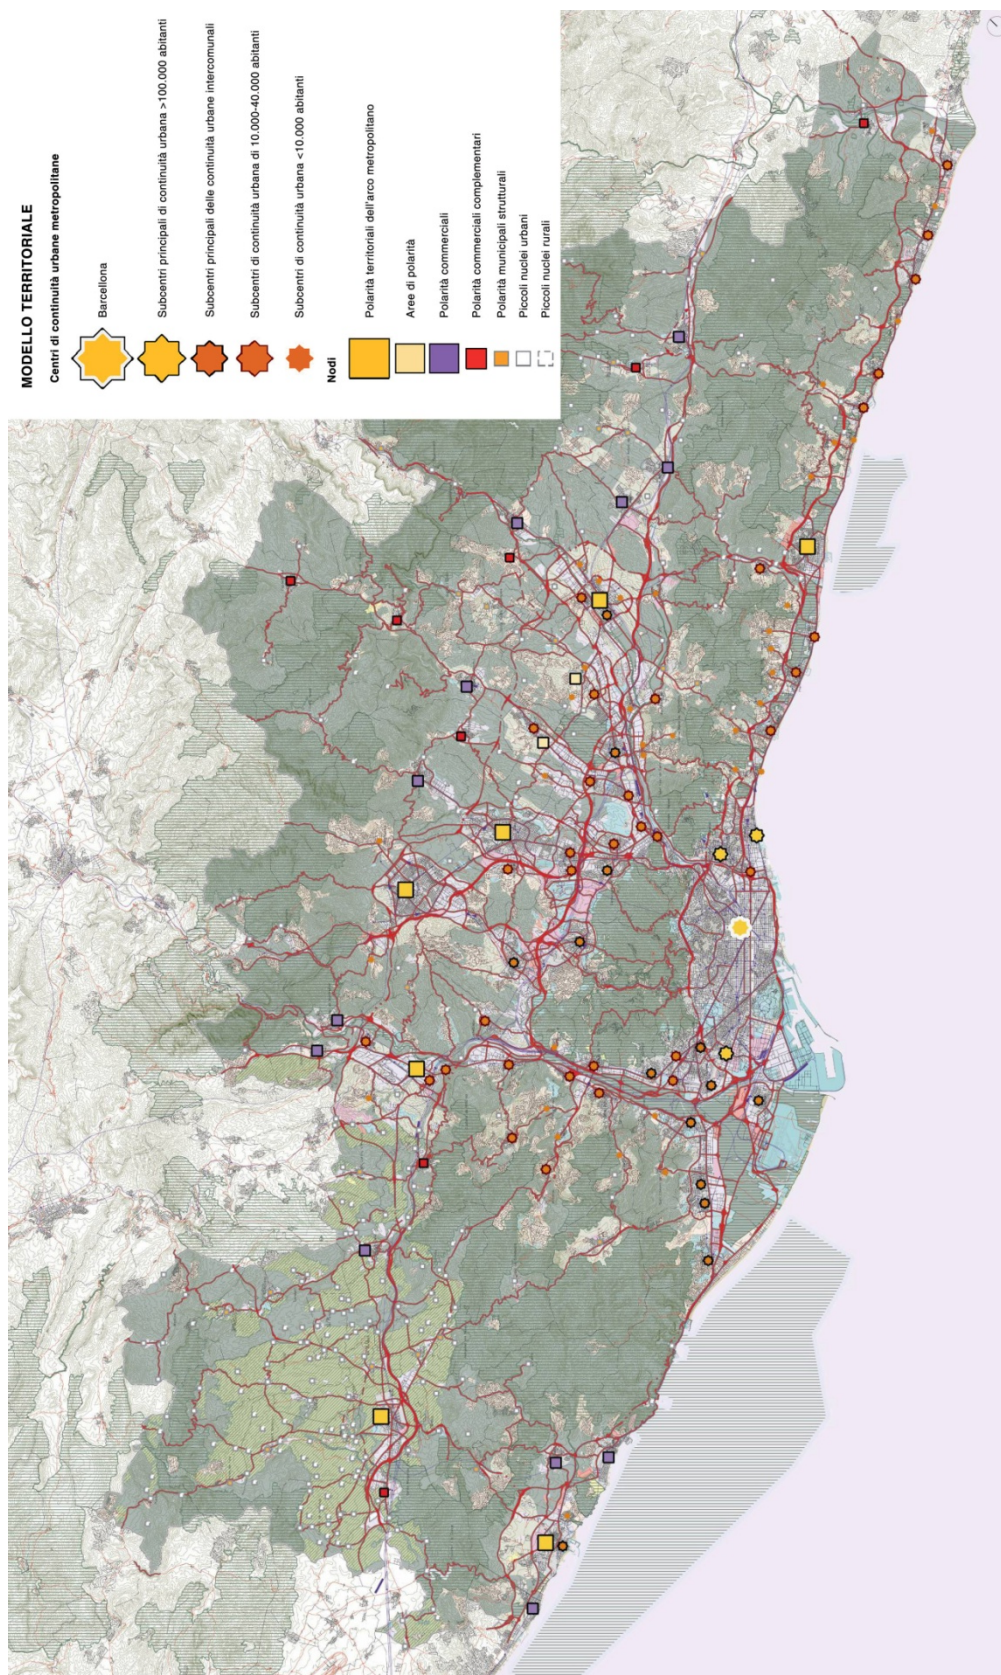 MODELLO TERRITORIALE
Centri di continuità urbane metropolitane
Barcellona
Subcentri principali di continuità urbana >100.000 abitanti
Subcentri principali delle continuità urbane intercomunali
Subcentri di continuità urbana di 10.000-40.000 abitanti
Subcentri di continuità urbana <10.000 abitanti
Nodi
Polarità territoriali dell'arco metropolitano
Aree di polarità
Polarità commerciali
Polarità commerciali complementari
Polarità municipali strutturali
Piccoli nuclei urbani
Piccoli nuclei rurali